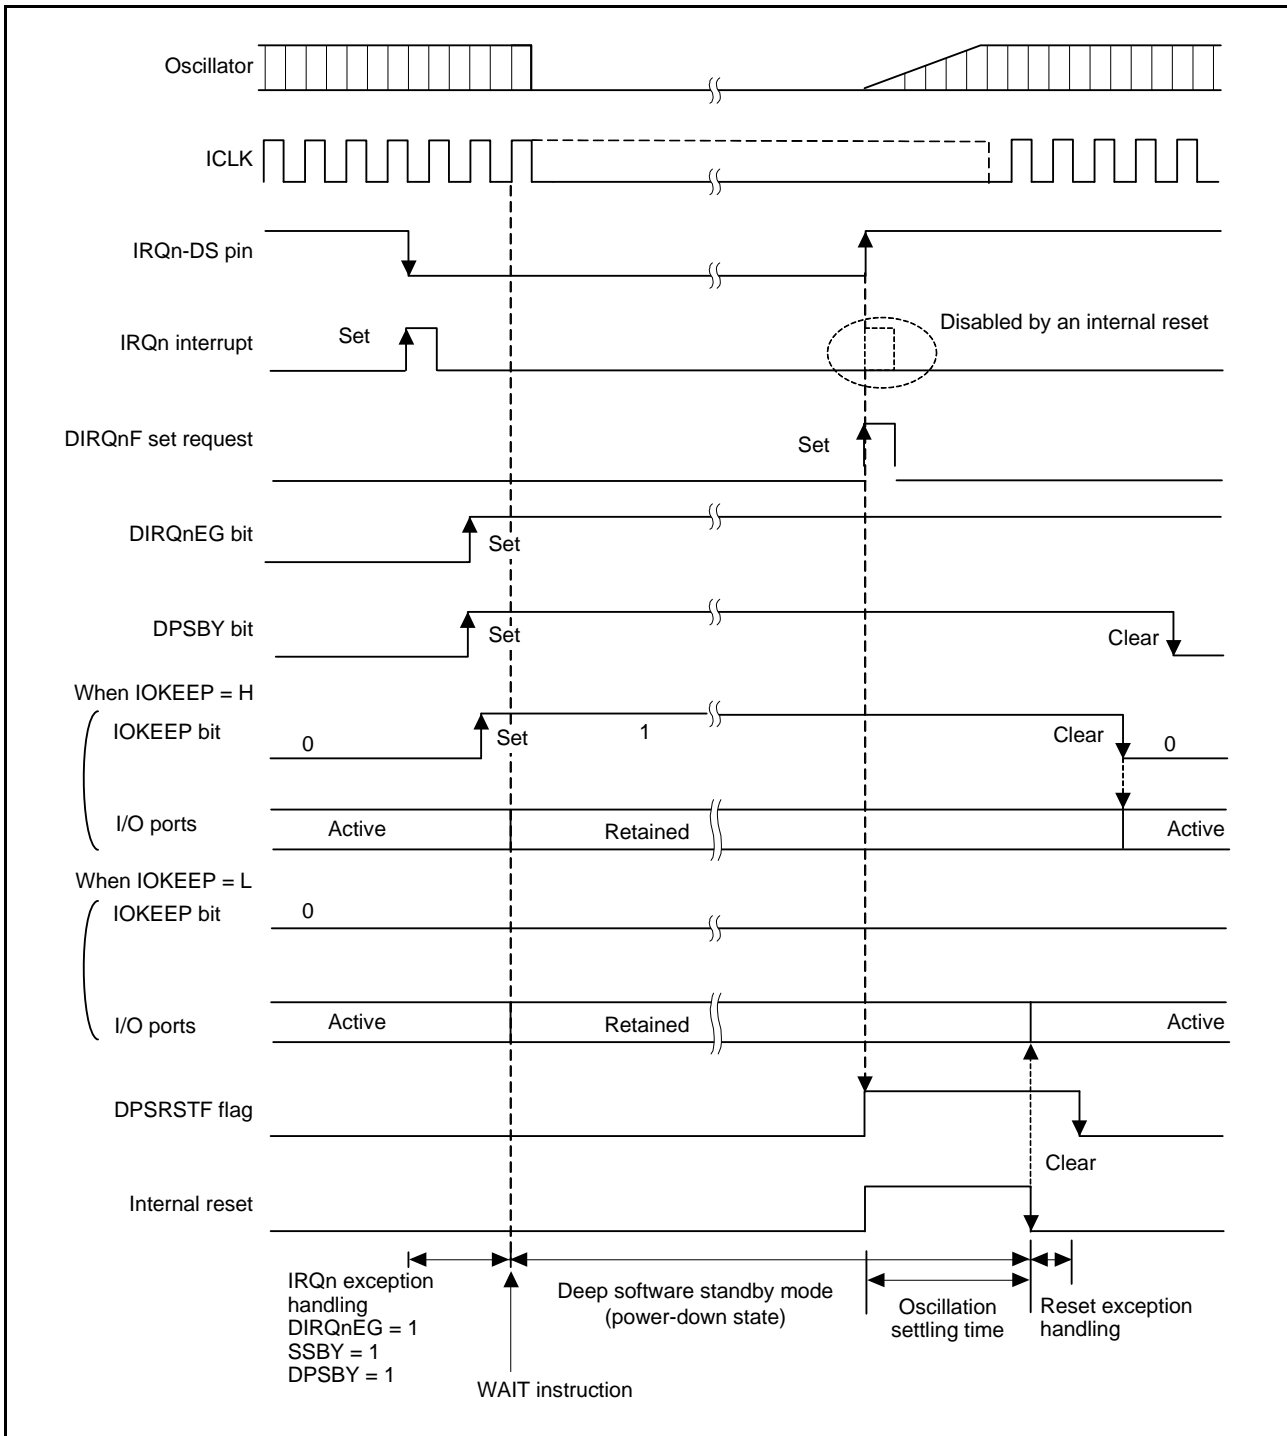 Oscillator
ICLK
IRQn-DS pin
IRQn interrupt
Set
Disabled by an internal reset
DIRQnF set request
Set
DIRQnEG bit
Set
DPSBY bit
Set
Clear
When IOKEEP = H
IOKEEP bit
0
Set
1
Clear
0
I/O ports
Active
Retained
Active
When IOKEEP = L
IOKEEP bit
0
I/O ports
Active
Retained
Active
DPSRSTF flag
Clear
Internal reset
IRQn exception
handling
DIRQnEG = 1
SSBY = 1
DPSBY = 1
WAIT instruction
Deep software standby mode
(power-down state)
Oscillation
settling time
Reset exception
handling